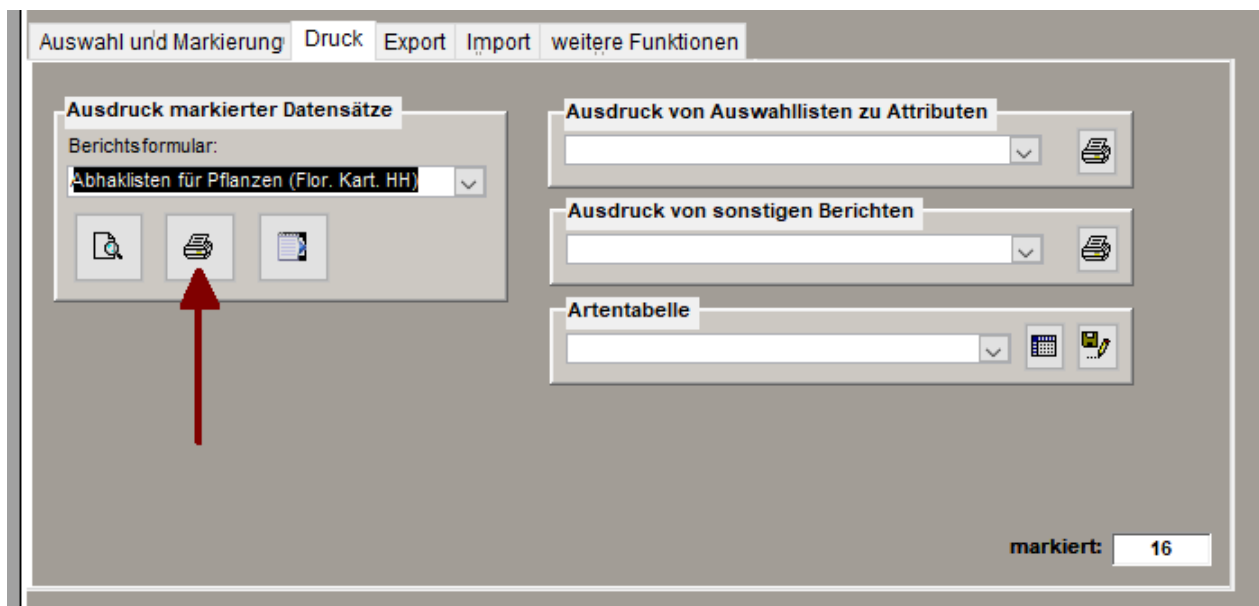 Auswahl und Markierung Druck Export Import weitere Funktionen
Ausdruck markierter Datensätze
Berichtsformular:
Abhaklisten für Pflanzen (Flor. Kart. HH)
Ausdruck von Auswahllisten zu Attributen
Ausdruck von sonstigen Berichten
Artentabelle
markiert: 16